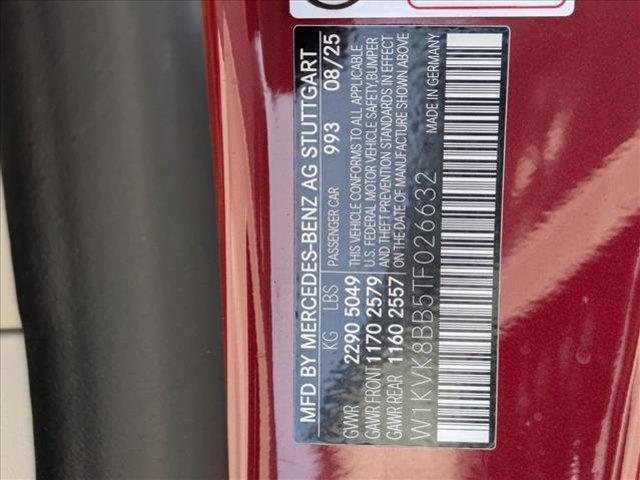 MFD BY MERCEDES-BENZ AG STUTTGART
KG LBS PASSENGER CAR 993 08/25
GVWR 2290 5049 THIS VEHICLE CONFORMS TO ALL APPLICABLE
GAWR FRONT 1170 2579 U.S. FEDERAL MOTOR VEHICLE SAFETY, BUMPER
GAWR REAR 1160 2557 AND THEFT PREVENTION STANDARDS IN EFFECT
ON THE DATE OF MANUFACTURE SHOWN ABOVE
W1KVK8BB5TF026632 MADE IN GERMANY